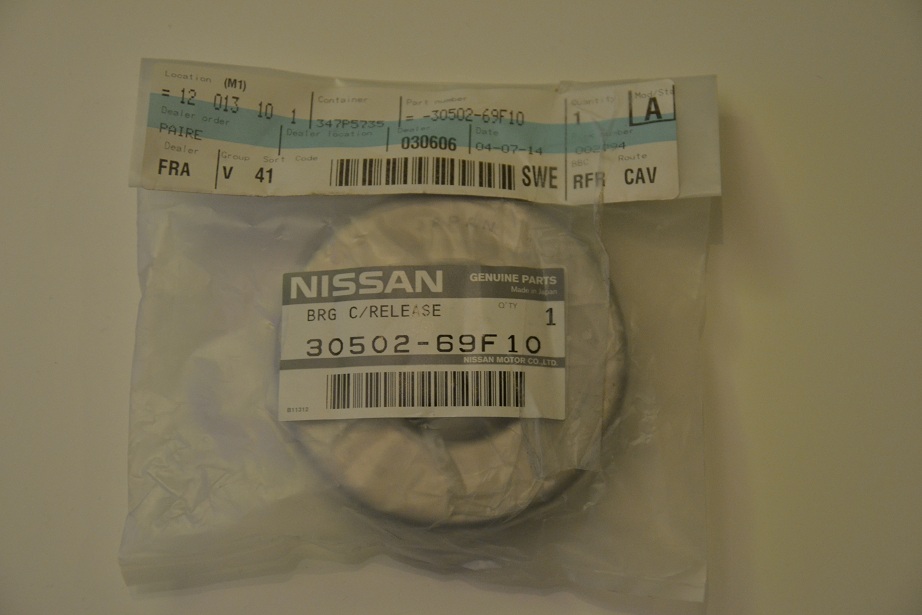 Location (M1)
= 12 013 10 1
Container
347PS735
Part number
= -30502-69F10
Quantity
1
A
Dealer order
PAIRE
Dealer location
Dealer
030606
Date
04-07-14
Dealer
FRA
Group
V
Sort Code
41
SWE
RFR
Route
CAV
NISSAN
GENUINE PARTS
Made in Japan
BRG C/RELEASE
Q'TY
1
30502-69F10
NISSAN MOTOR CO.,LTD.